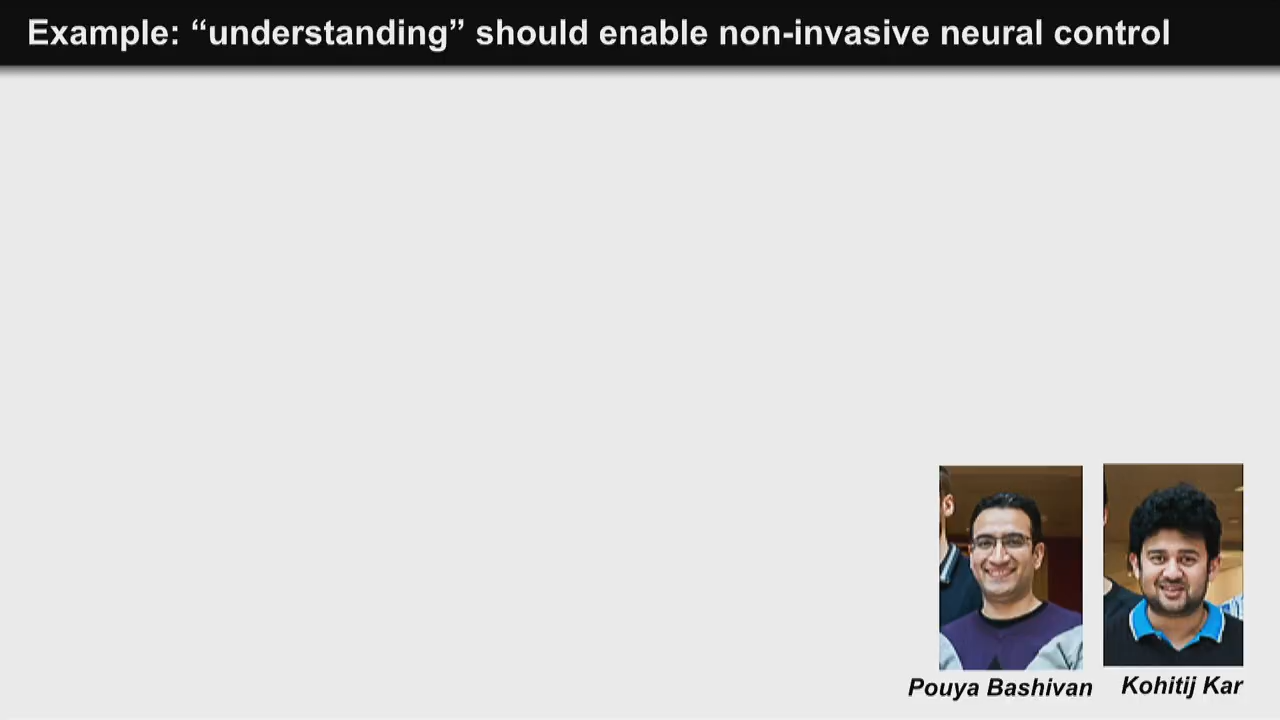 Example: “understanding” should enable non-invasive neural control
Pouya Bashivan
Kohitij Kar